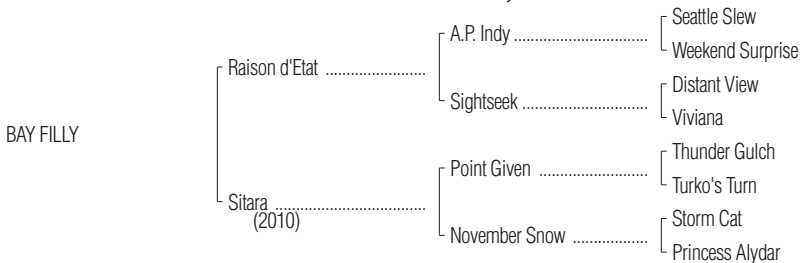 Seattle Slew
A.P. Indy ..................................
Weekend Surprise
Raison d'Etat .........................
Distant View
Sightseek .................................
Viviana
BAY FILLY
Thunder Gulch
Point Given ...........................
Turko's Turn
Sitara .....................................
(2010)
Storm Cat
November Snow ...................
Princess Alydar